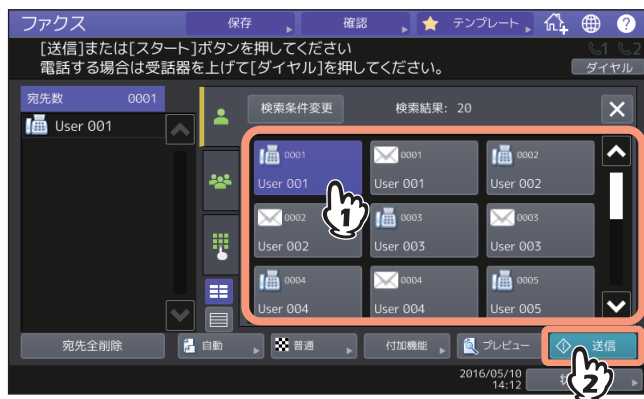 ファクス 保存 確認 テンプレート ?
[送信]または[スタート]ボタンを押してください
電話する場合は受話器を上げて[ダイヤル]を押してください。
1 2
ダイヤル
宛先数 0001
検索条件変更 検索結果: 20
User 001
0001 0001 0002
User 001 User 001 User 002
1
0002 0003 0003
User 002 User 003 User 003
0004 0004 0005
User 004 User 004 User 005
宛先全削除 自動 普通 付加機能 プレビュー 送信
2016/05/10
14:12
2